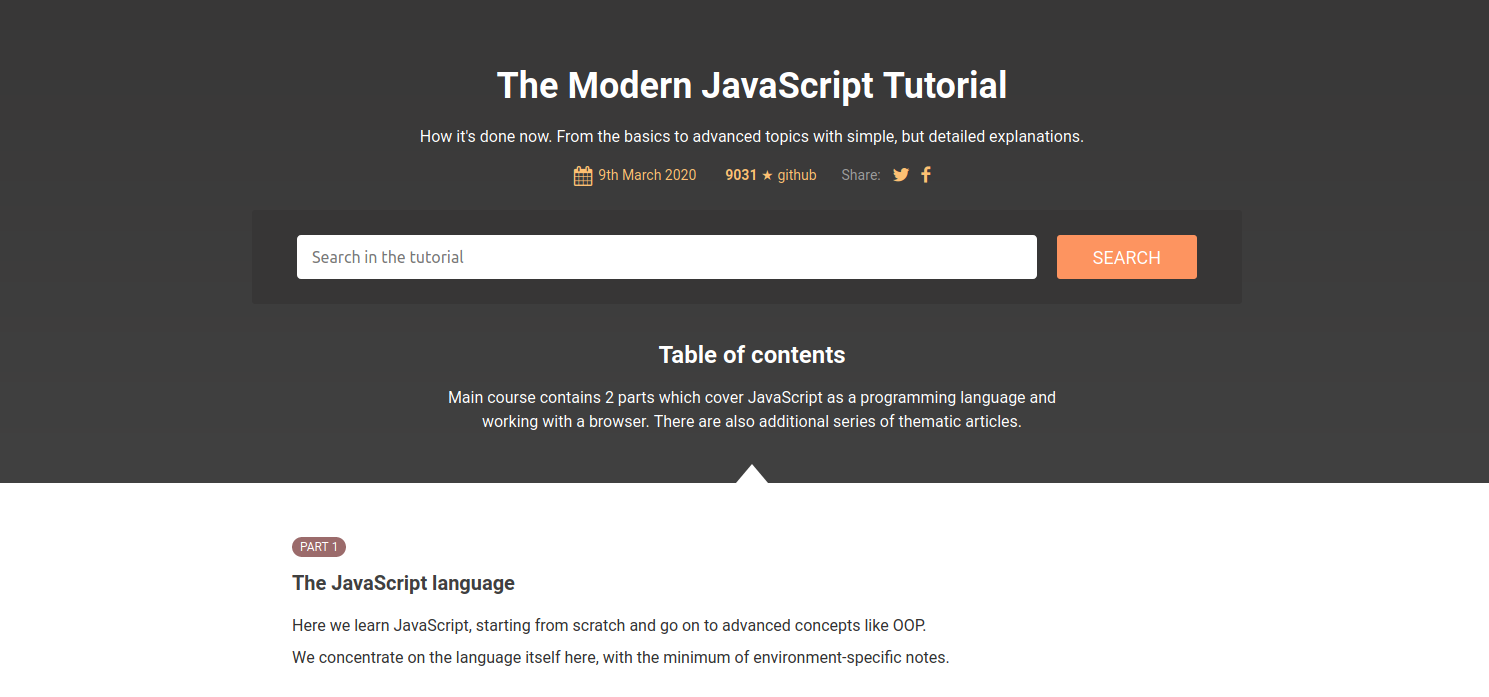 The Modern JavaScript Tutorial
How it's done now. From the basics to advanced topics with simple, but detailed explanations.
9th March 2020 9031 ★ github Share:
Search in the tutorial SEARCH
Table of contents
Main course contains 2 parts which cover JavaScript as a programming language and
working with a browser. There are also additional series of thematic articles.
PART 1
The JavaScript language
Here we learn JavaScript, starting from scratch and go on to advanced concepts like OOP.
We concentrate on the language itself here, with the minimum of environment-specific notes.